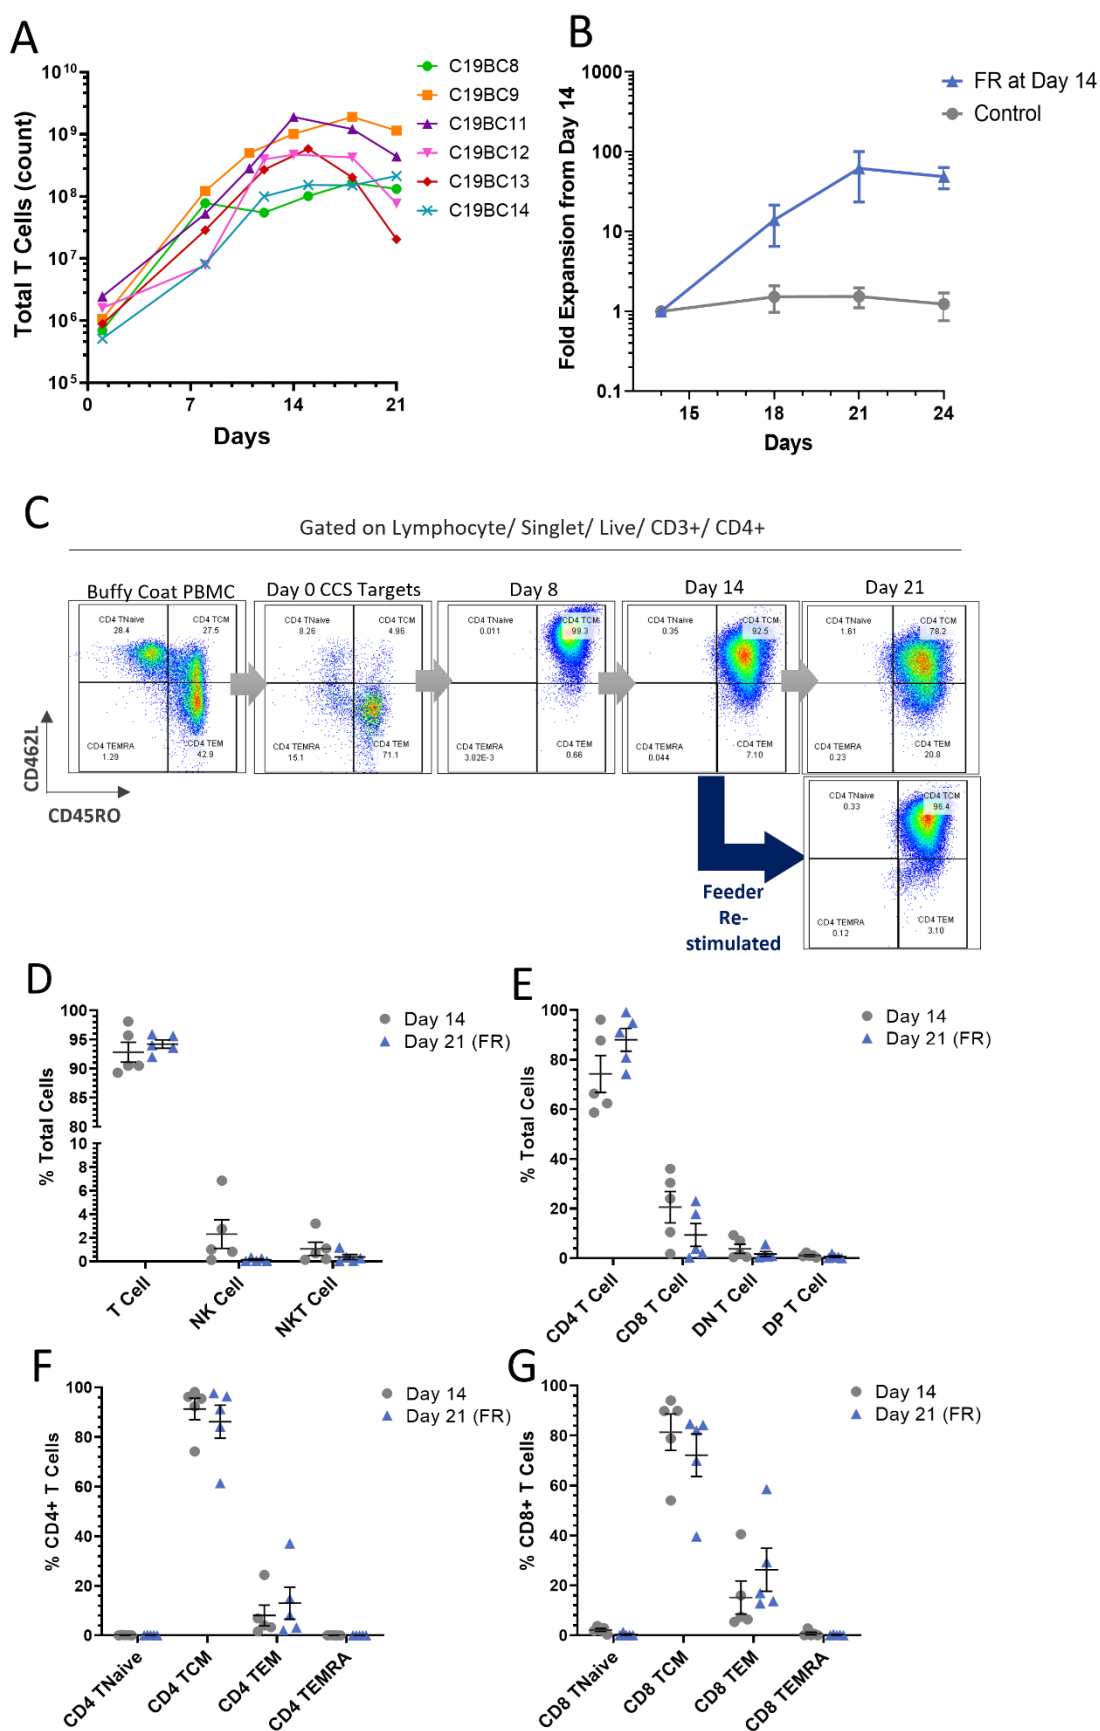 A
10^10
10^9
10^8
10^7
10^6
10^5
Total T Cells (count)
0
7
14
21
Days
C19BC8
C19BC9
C19BC11
C19BC12
C19BC13
C19BC14
B
1000
100
10
1
0.1
Fold Expansion from Day 14
15
18
21
24
Days
FR at Day 14
Control
C
Gated on Lymphocyte/ Singlet/ Live/ CD3+/ CD4+
Buffy Coat PBMC
Day 0 CCS Targets
Day 8
Day 14
Day 21
CD4 TNaive
28.4
CD4 TCM
27.5
CD4 TEMRA
1.29
CD4 TEM
42.9
CD4 TNaive
8.26
CD4 TCM
4.96
CD4 TEMRA
15.1
CD4 TEM
71.1
CD4 TNaive
0.011
CD4 TCM
99.3
CD4 TEMRA
3.82E-3
CD4 TEM
0.66
CD4 TNaive
0.35
CD4 TCM
92.5
CD4 TEMRA
0.044
CD4 TEM
7.10
CD4 TNaive
1.61
CD4 TCM
78.2
CD4 TEMRA
0.23
CD4 TEM
20.8
CD462L
CD45RO
Feeder
Re-
stimulated
CD4 TNaive
0.33
CD4 TCM
96.4
CD4 TEMRA
0.12
CD4 TEM
3.10
D
100
95
90
85
80
10
8
6
4
2
0
% Total Cells
T Cell
NK Cell
NKT Cell
Day 14
Day 21 (FR)
E
100
80
60
40
20
0
% Total Cells
CD4 T Cell
CD8 T Cell
DN T Cell
DP T Cell
Day 14
Day 21 (FR)
F
100
80
60
40
20
0
% CD4+ T Cells
CD4 TNaive
CD4 TCM
CD4 TEM
CD4 TEMRA
Day 14
Day 21 (FR)
G
100
80
60
40
20
0
% CD8+ T Cells
CD8 TNaive
CD8 TCM
CD8 TEM
CD8 TEMRA
Day 14
Day 21 (FR)